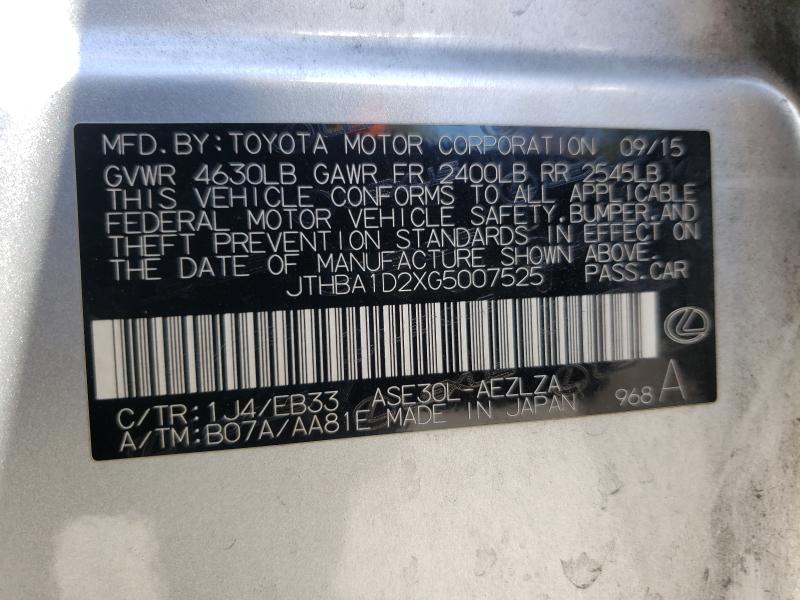 MFD. BY: TOYOTA MOTOR CORPORATION 09/15
GVWR 4630LB GAWR FR 2400LB RR 2545LB
THIS VEHICLE CONFORMS TO ALL APPLICABLE
FEDERAL MOTOR VEHICLE SAFETY, BUMPER, AND
THEFT PREVENTION STANDARDS IN EFFECT ON
THE DATE OF MANUFACTURE SHOWN ABOVE.
JTHBA1D2XG5007525 PASS. CAR
C/TR: 1J4/EB33 ASE30L-AEZLZA 968 A
A/TM: B07A/AA81E MADE IN JAPAN